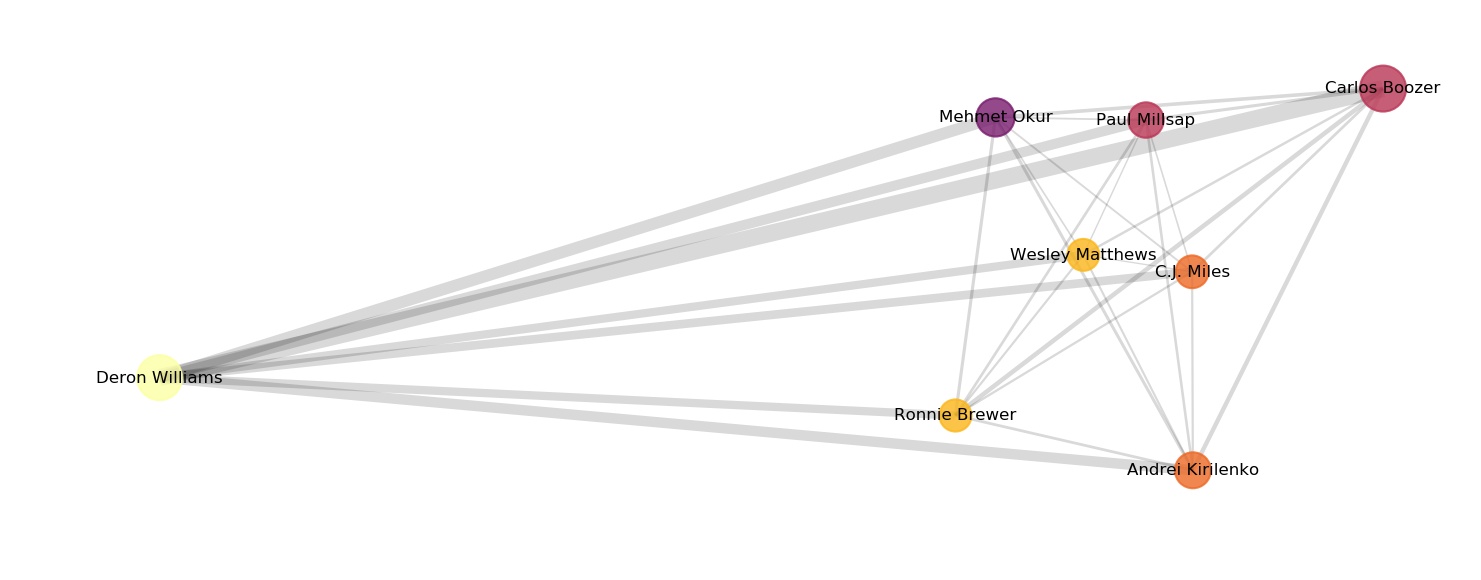 Carlos Boozer
Mehmet Okur
Paul Millsap
Wesley Matthews
C.J. Miles
Deron Williams
Ronnie Brewer
Andrei Kirilenko